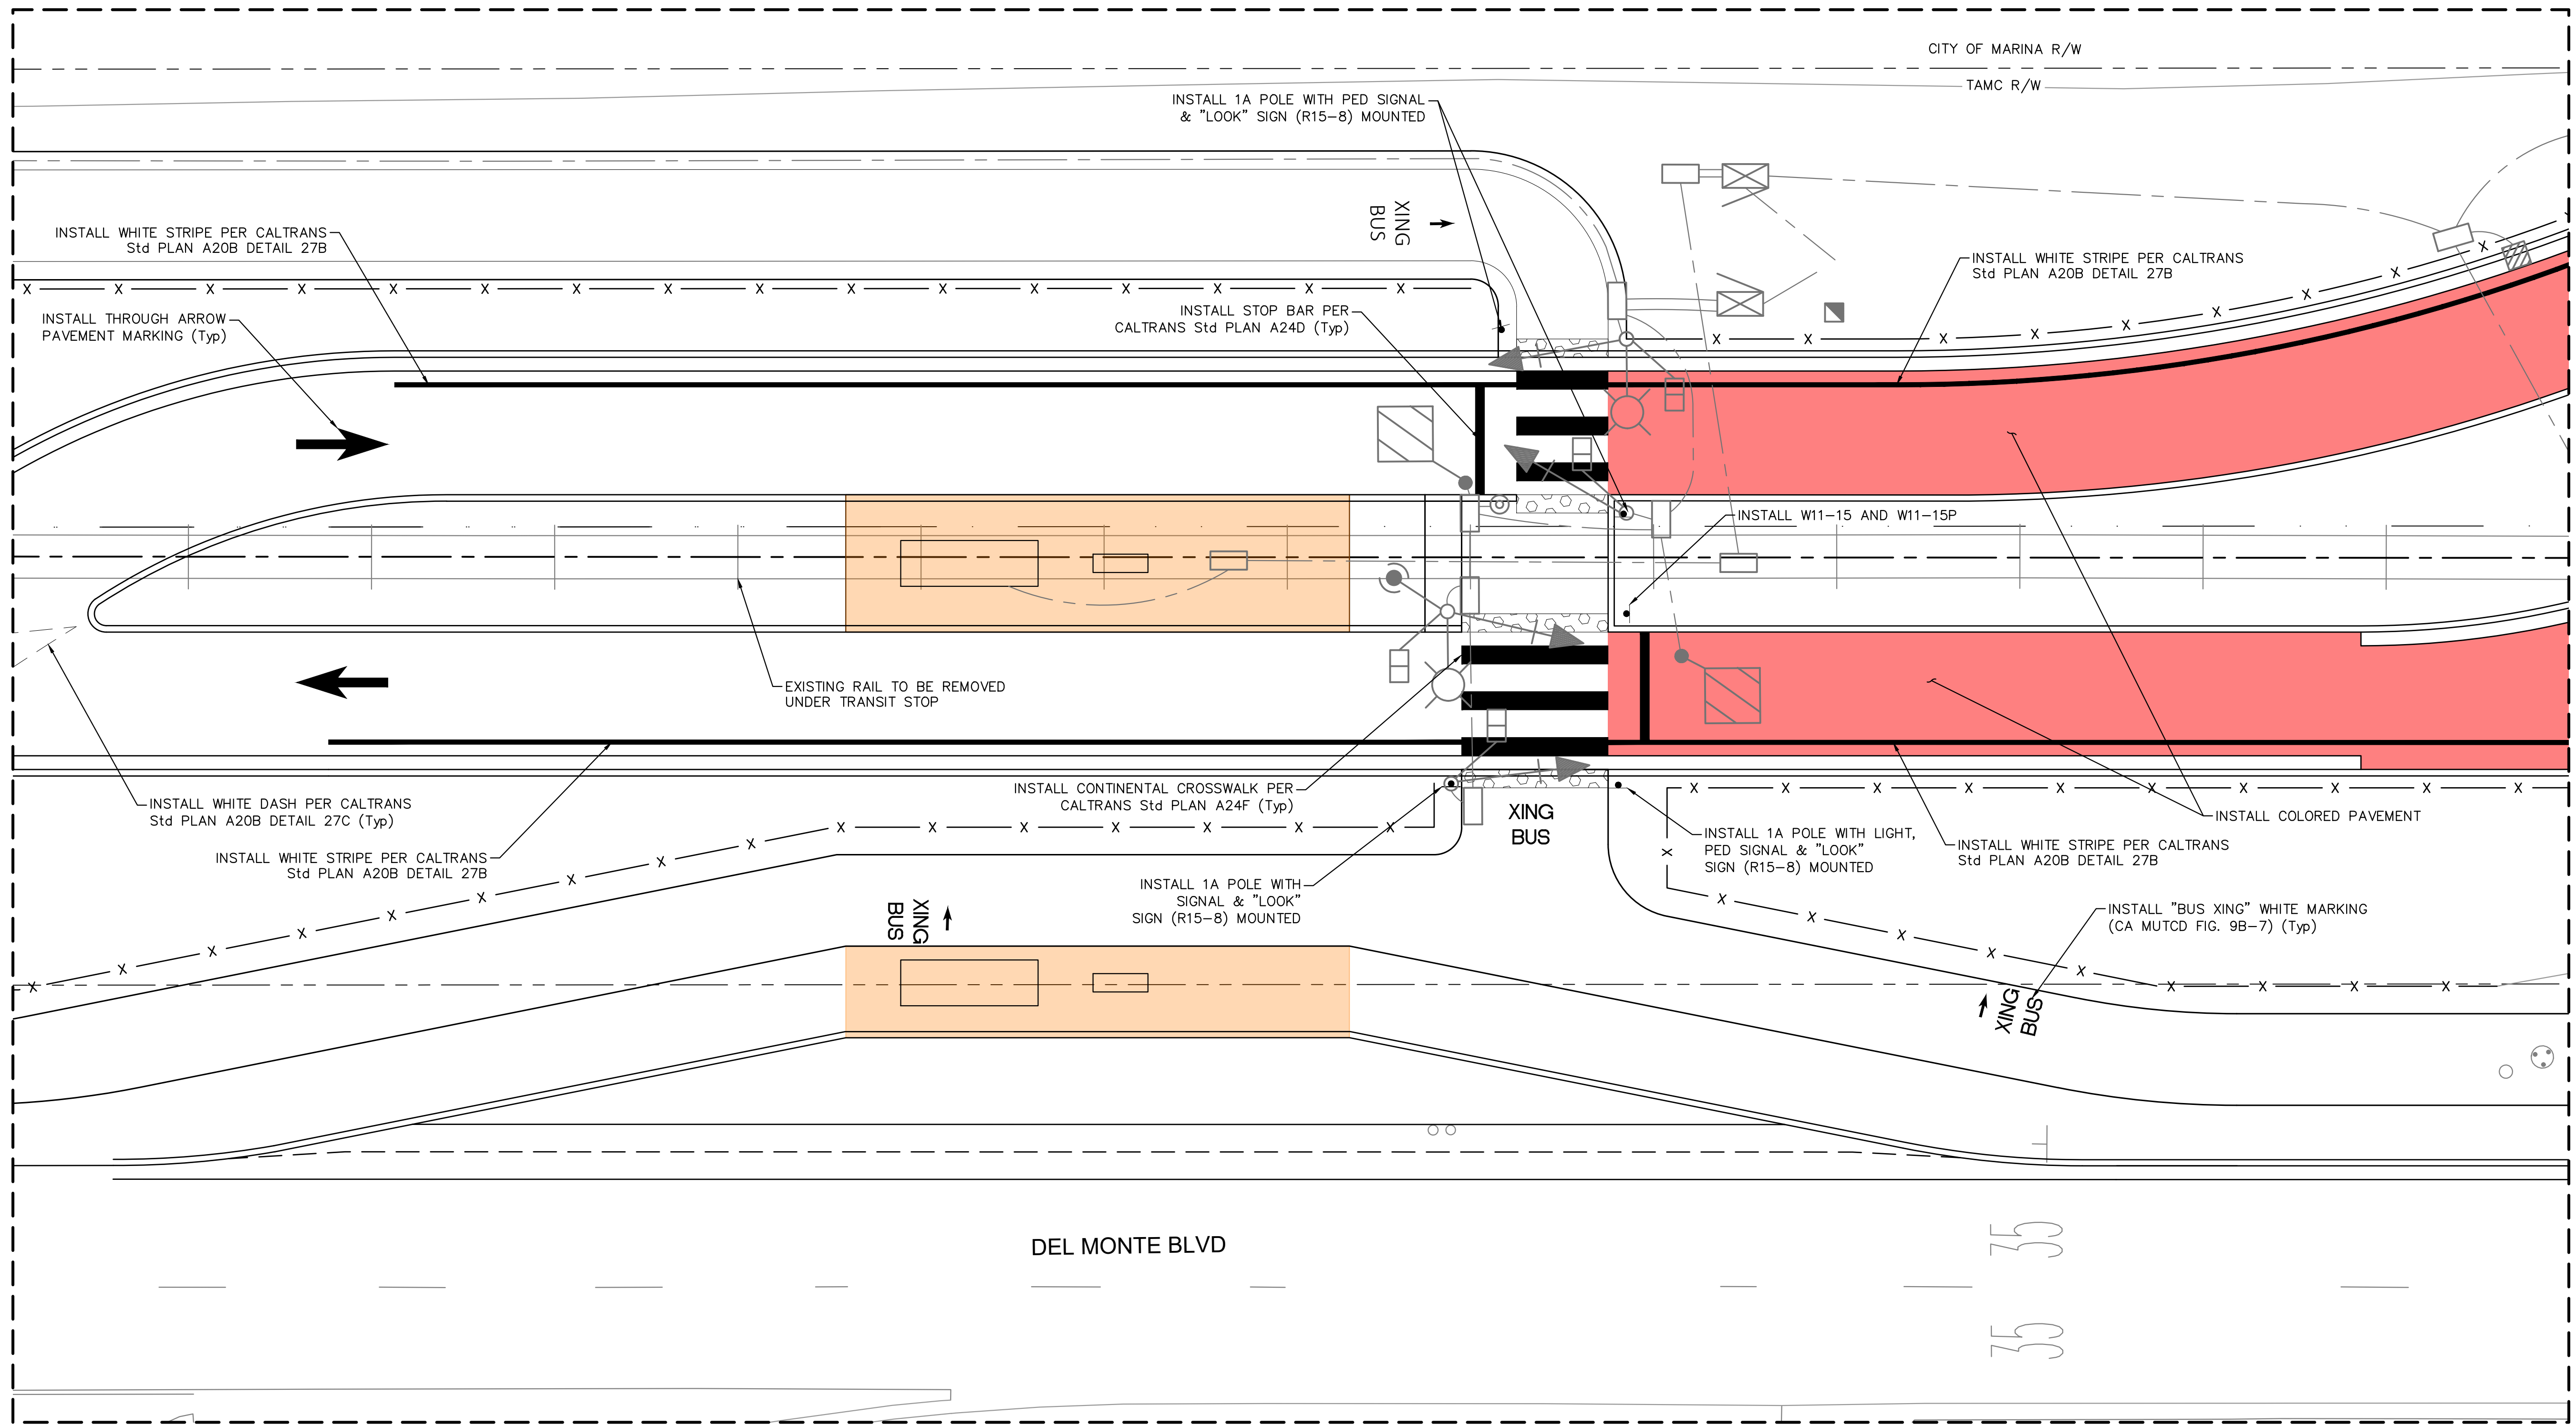 CITY OF MARINA R/W
TAMC R/W
INSTALL 1A POLE WITH PED SIGNAL
& "LOOK" SIGN (R15-8) MOUNTED
XING
BUS
INSTALL WHITE STRIPE PER CALTRANS
Std PLAN A20B DETAIL 27B
INSTALL WHITE STRIPE PER CALTRANS
Std PLAN A20B DETAIL 27B
INSTALL THROUGH ARROW
PAVEMENT MARKING (Typ)
INSTALL STOP BAR PER
CALTRANS Std PLAN A24D (Typ)
INSTALL W11-15 AND W11-15P
EXISTING RAIL TO BE REMOVED
UNDER TRANSIT STOP
INSTALL WHITE DASH PER CALTRANS
Std PLAN A20B DETAIL 27C (Typ)
INSTALL CONTINENTAL CROSSWALK PER
CALTRANS Std PLAN A24F (Typ)
XING
BUS
INSTALL COLORED PAVEMENT
INSTALL 1A POLE WITH LIGHT,
PED SIGNAL & "LOOK"
SIGN (R15-8) MOUNTED
INSTALL WHITE STRIPE PER CALTRANS
Std PLAN A20B DETAIL 27B
INSTALL WHITE STRIPE PER CALTRANS
Std PLAN A20B DETAIL 27B
INSTALL 1A POLE WITH
SIGNAL & "LOOK"
SIGN (R15-8) MOUNTED
XING
BUS
INSTALL "BUS XING" WHITE MARKING
(CA MUTCD FIG. 9B-7) (Typ)
XING
BUS
DEL MONTE BLVD
35
35